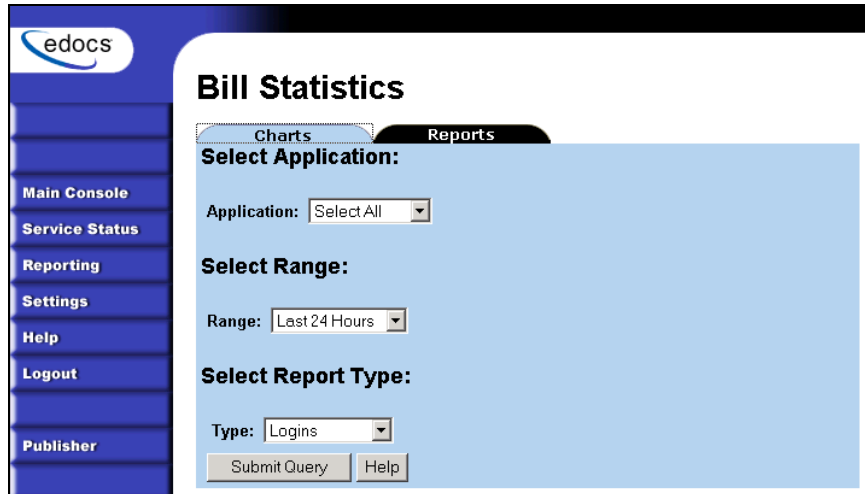 edocs
Main Console
Service Status
Reporting
Settings
Help
Logout
Publisher
Bill Statistics
Charts Reports
Select Application:
Application: Select All
Select Range:
Range: Last 24 Hours
Select Report Type:
Type: Logins
Submit Query Help